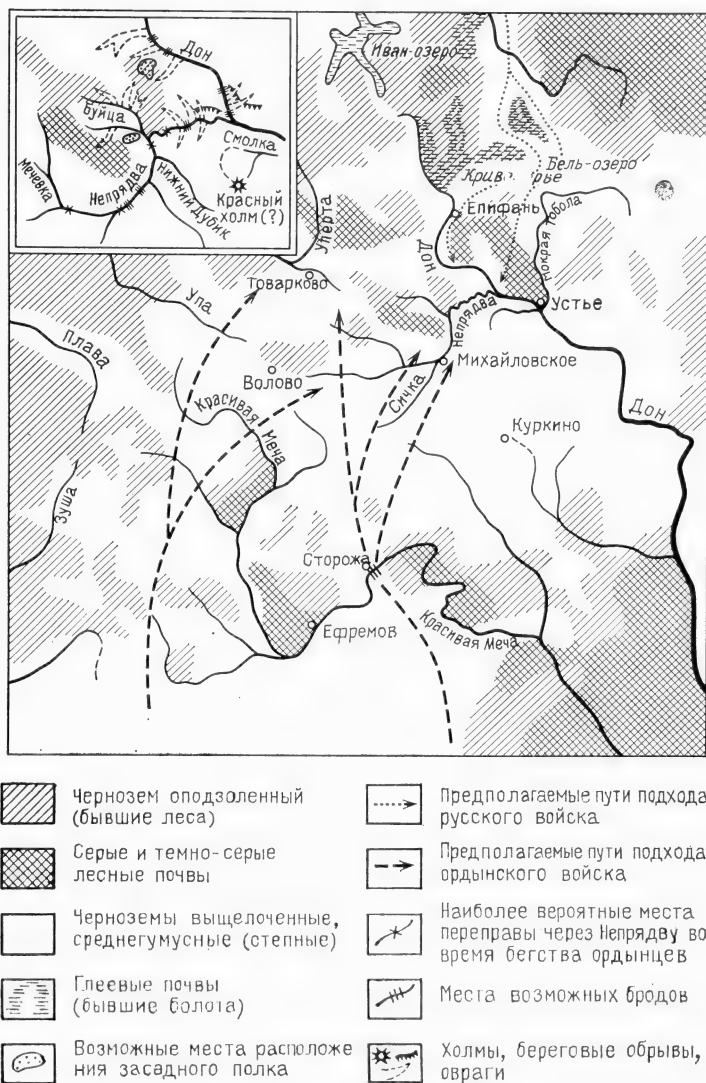 Дон
Буйца
Смолка
Мечевка
Непрядва
Нижний Дубик
Красный
холм(?)
Иван-озеро
Бель-озеро
Епифань
Дон
Уперта
Товарково
Упа
Непрядва
Устье
Плава
Волово
Михайловское
Сичка
Красивая Меча
Дон
Куркино
Зуша
Сторожа
Ефремов
Красивая Меча
Чернозем оподзоленный
(бывшие леса)
Серые и темно-серые
лесные почвы
Черноземы выщелоченные,
среднегумусные (степные)
Глеевые почвы
(бывшие болота)
Возможные места расположе
ния засадного полка
Предполагаемые пути подхода
русского войска
Предполагаемые пути подхода
ордынского войска
Наиболее вероятные места
переправы через Непрядву во
время бегства ордынцев
Места возможных бродов
Холмы, береговые обрывы,
овраги